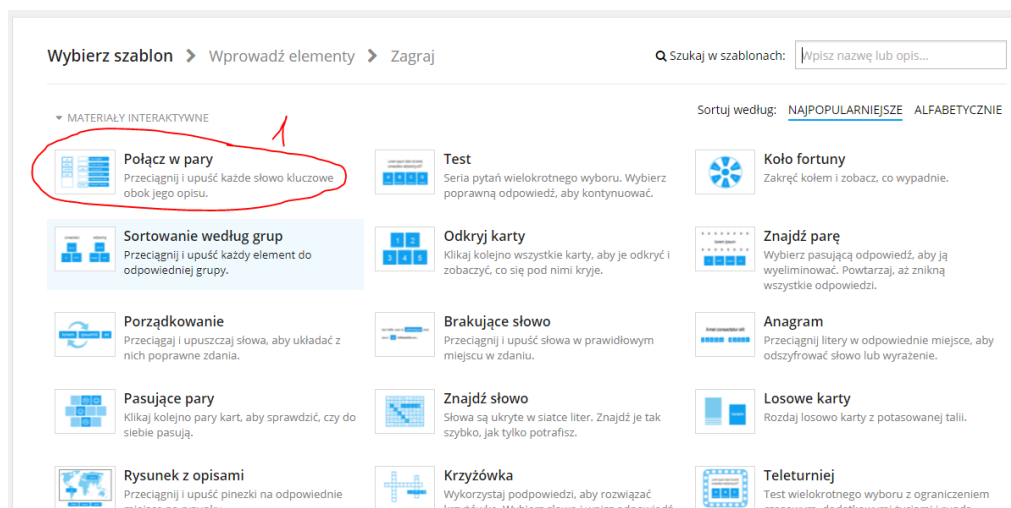 Wybierz szablon > Wprowadź elementy > Zagraj
Szukaj w szablonach: Wpisz nazwę lub opis...
MATERIAŁY INTERAKTYWNE
Sortuj według: NAJPOPULARNIEJSZE ALFABETYCZNIE
1
Połącz w pary
Przeciągnij i upuść każde słowo kluczowe
obok jego opisu.
Test
Seria pytań wielokrotnego wyboru. Wybierz
poprawną odpowiedź, aby kontynuować.
Koło fortuny
Zakręć kołem i zobacz, co wypadnie.
Sortowanie według grup
Przeciągnij i upuść każdy element do
odpowiedniej grupy.
1 2
3 4 5
Odkryj karty
Klikaj kolejno wszystkie karty, aby je odkryć i
zobaczyć, co się pod nimi kryje.
Znajdź parę
Wybierz pasującą odpowiedź, aby ją
wyeliminować. Powtarzaj, aż znikną
wszystkie odpowiedzi.
Porządkowanie
Przeciągaj i upuszczaj słowa, aby układać z
nich poprawne zdania.
Brakujące słowo
Przeciągnij i upuść słowa w prawidłowym
miejscu w zdaniu.
Anagram
Przeciągnij litery w odpowiednie miejsce, aby
odszyfrować słowo lub wyrażenie.
Pasujące pary
Klikaj kolejno pary kart, aby sprawdzić, czy do
siebie pasują.
Znajdź słowo
Słowa są ukryte w siatce liter. Znajdź je tak
szybko, jak tylko potrafisz.
Losowe karty
Rozdaj losowo karty z potasowanej talii.
Rysunek z opisami
Przeciągnij i upuść pinezki na odpowiednie
Krzyżówka
Wykorzystaj podpowiedzi, aby rozwiązać
Teleturniej
Test wielokrotnego wyboru z ograniczeniem